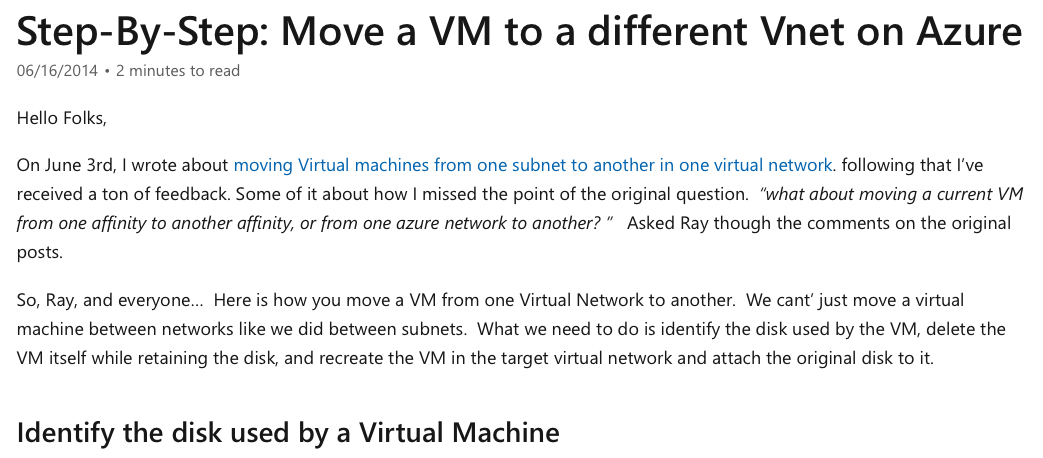 Step-By-Step: Move a VM to a different Vnet on Azure
06/16/2014 • 2 minutes to read
Hello Folks,
On June 3rd, I wrote about moving Virtual machines from one subnet to another in one virtual network. following that I’ve
received a ton of feedback. Some of it about how I missed the point of the original question.  “what about moving a current VM
from one affinity to another affinity, or from one azure network to another? ”   Asked Ray though the comments on the original
posts.
So, Ray, and everyone…  Here is how you move a VM from one Virtual Network to another.  We cant’ just move a virtual
machine between networks like we did between subnets.  What we need to do is identify the disk used by the VM, delete the
VM itself while retaining the disk, and recreate the VM in the target virtual network and attach the original disk to it.
Identify the disk used by a Virtual Machine